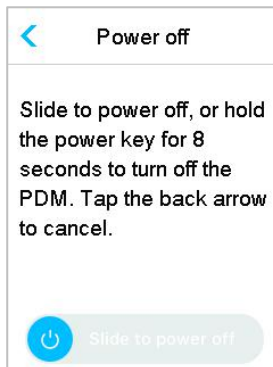 Power off
Slide to power off, or hold
the power key for 8
seconds to turn off the
PDM. Tap the back arrow
to cancel.
Slide to power off